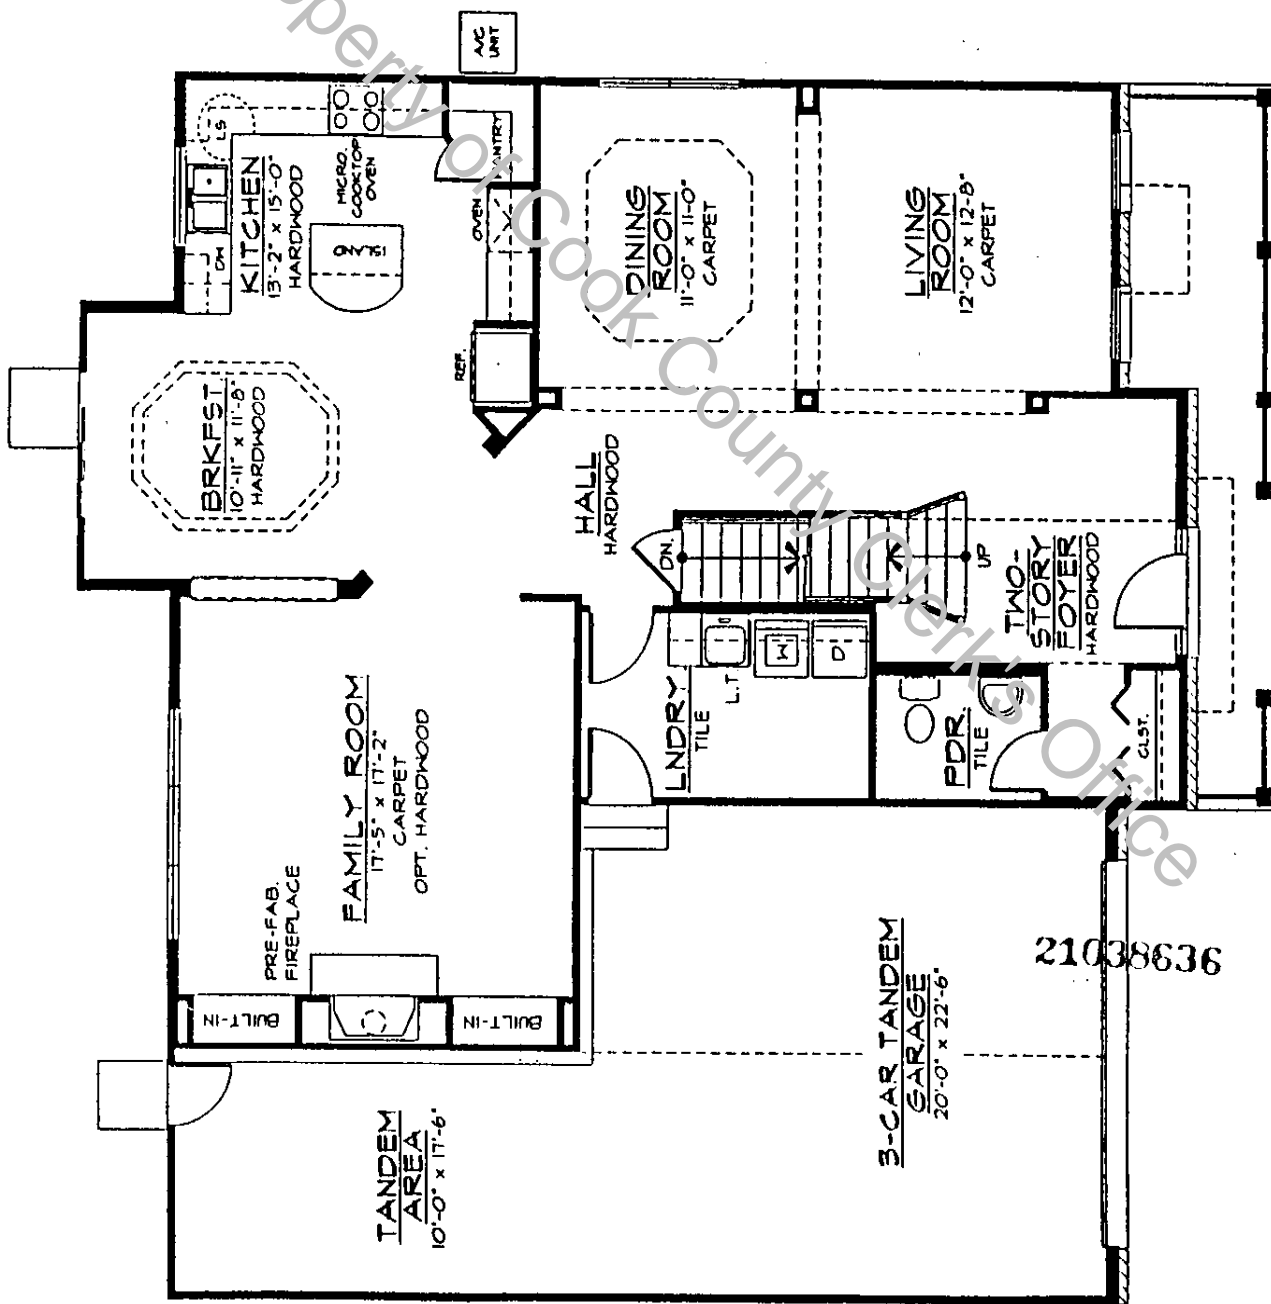 Property of Cook County Clerk's Office
A/C
UNIT
LS
KITCHEN
13'-2" x 15'-0"
HARDWOOD
MICRO.
COOKTOP
OVEN
PANTRY
DW
ISLAND
OVEN
REF.
BRKFST
10'-11" x 11'-8"
HARDWOOD
DINING
ROOM
11'-0" x 11'-0"
CARPET
LIVING
ROOM
12'-0" x 12'-8"
CARPET
HALL
HARDWOOD
DN.
UP
TWO-
STORY
FOYER
HARDWOOD
FAMILY ROOM
17'-5" x 17'-2"
CARPET
OPT. HARDWOOD
PRE-FAB.
FIREPLACE
BUILT-IN
BUILT-IN
LNDRY
TILE
L.T.
W
D
PDR.
TILE
CLST.
TANDEM
AREA
10'-0" x 17'-6"
3-CAR TANDEM
GARAGE
20'-0" x 22'-6"
21038636